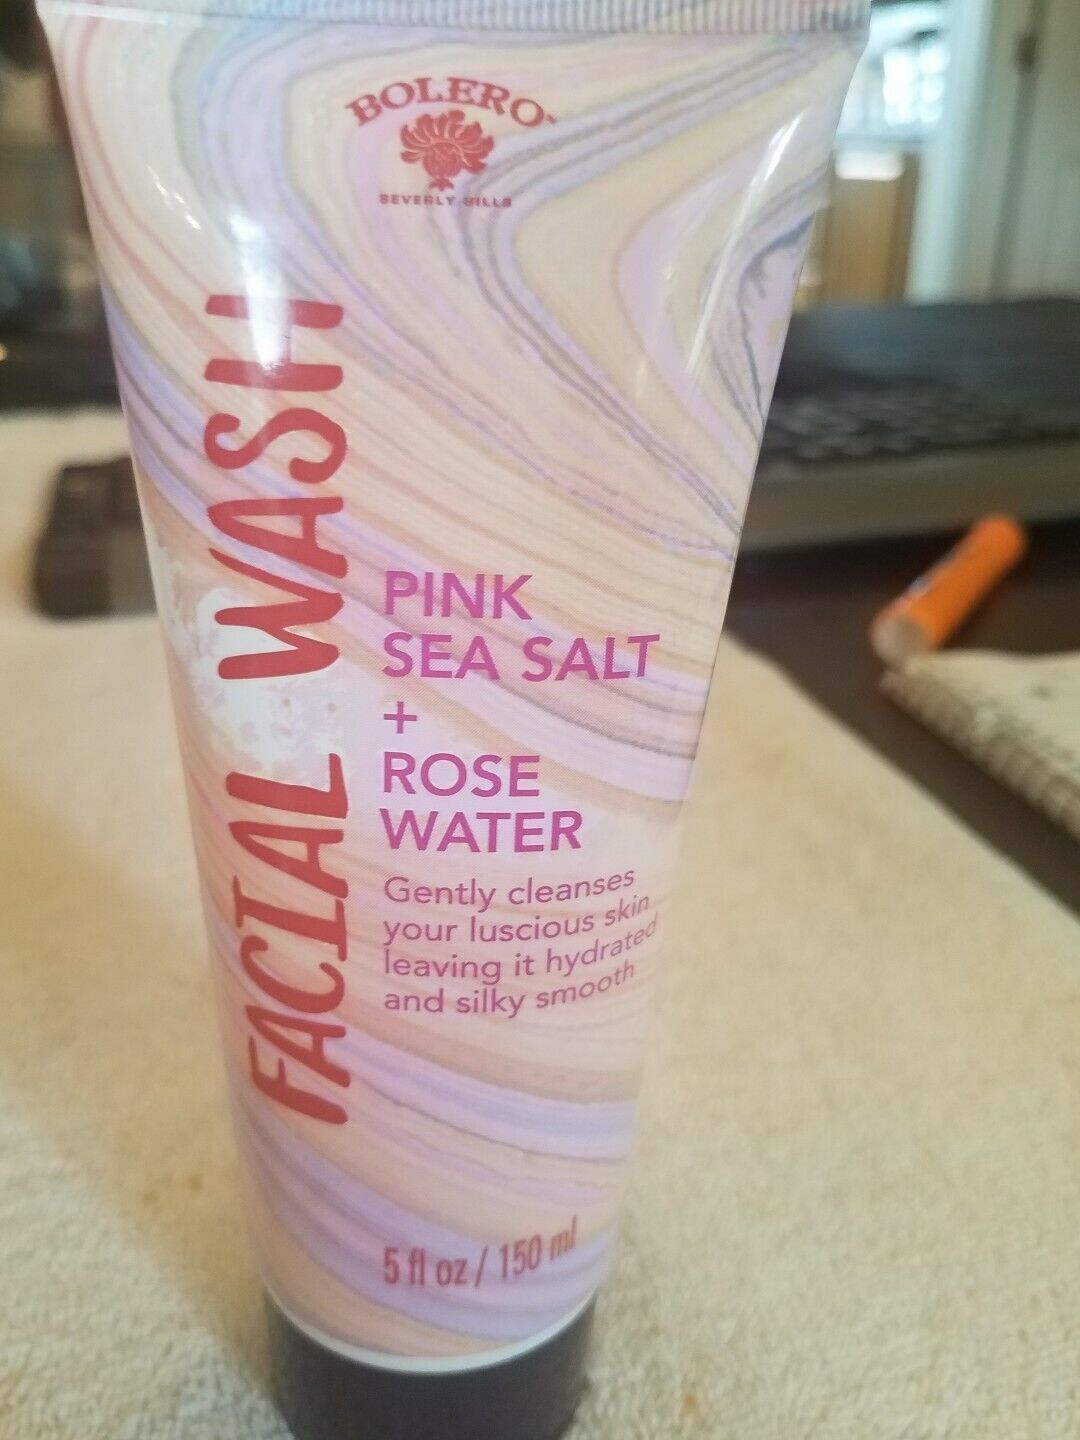 BOLERO™
BEVERLY HILLS
FACIAL WASH
PINK
SEA SALT
+
ROSE
WATER
Gently cleanses
your luscious skin
leaving it hydrated
and silky smooth
5 fl oz / 150 ml